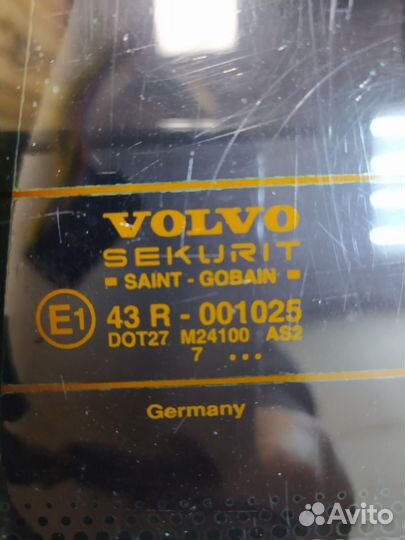 VOLVO
SEKURIT
SAINT - GOBAIN
E1 43 R - 001025
DOT27 M24100 AS2
7 ...
Germany
Avito